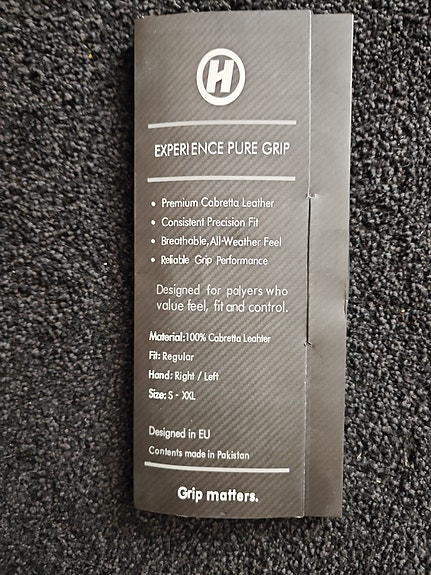 H
EXPERIENCE PURE GRIP
• Premium Cabretta Leather
• Consistent Precision Fit
• Breathable,All-Weather Feel
• Reliable Grip Performance
Designed for palyers who
value feel, fit and control.
Material:100% Cabretta Leahter
Fit: Regular
Hand: Right / Left
Size: S - XXL
Designed in EU
Contents made in Pakistan
Grip matters.